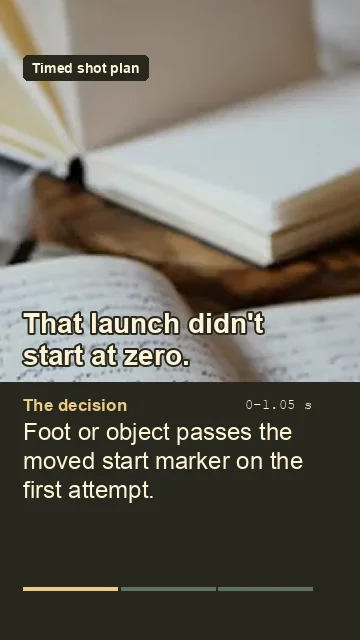 Timed shot plan
That launch didn't
start at zero.
The decision
0–1.05 s
Foot or object passes the
moved start marker on the
first attempt.